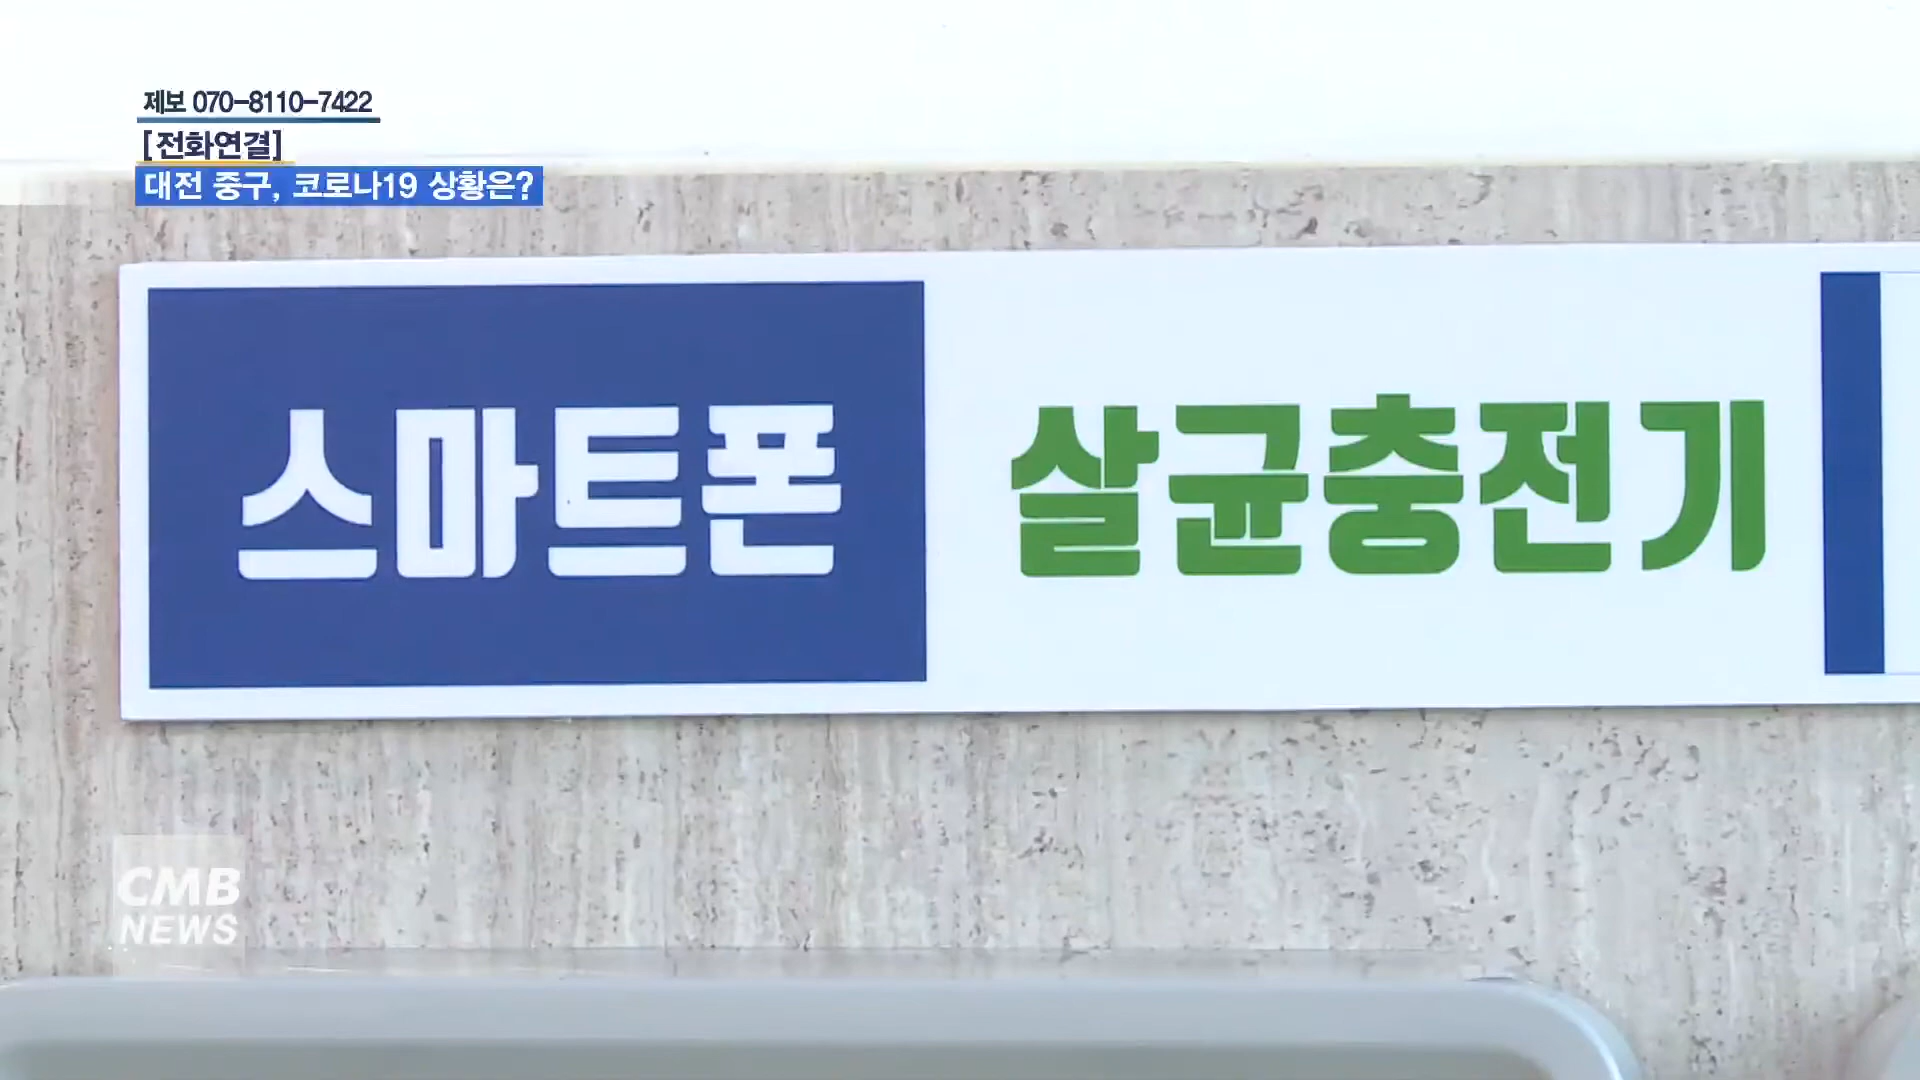 제보 070-8110-7422
[전화연결]
대전 중구, 코로나19 상황은?
스마트폰 살균충전기
CMB
NEWS